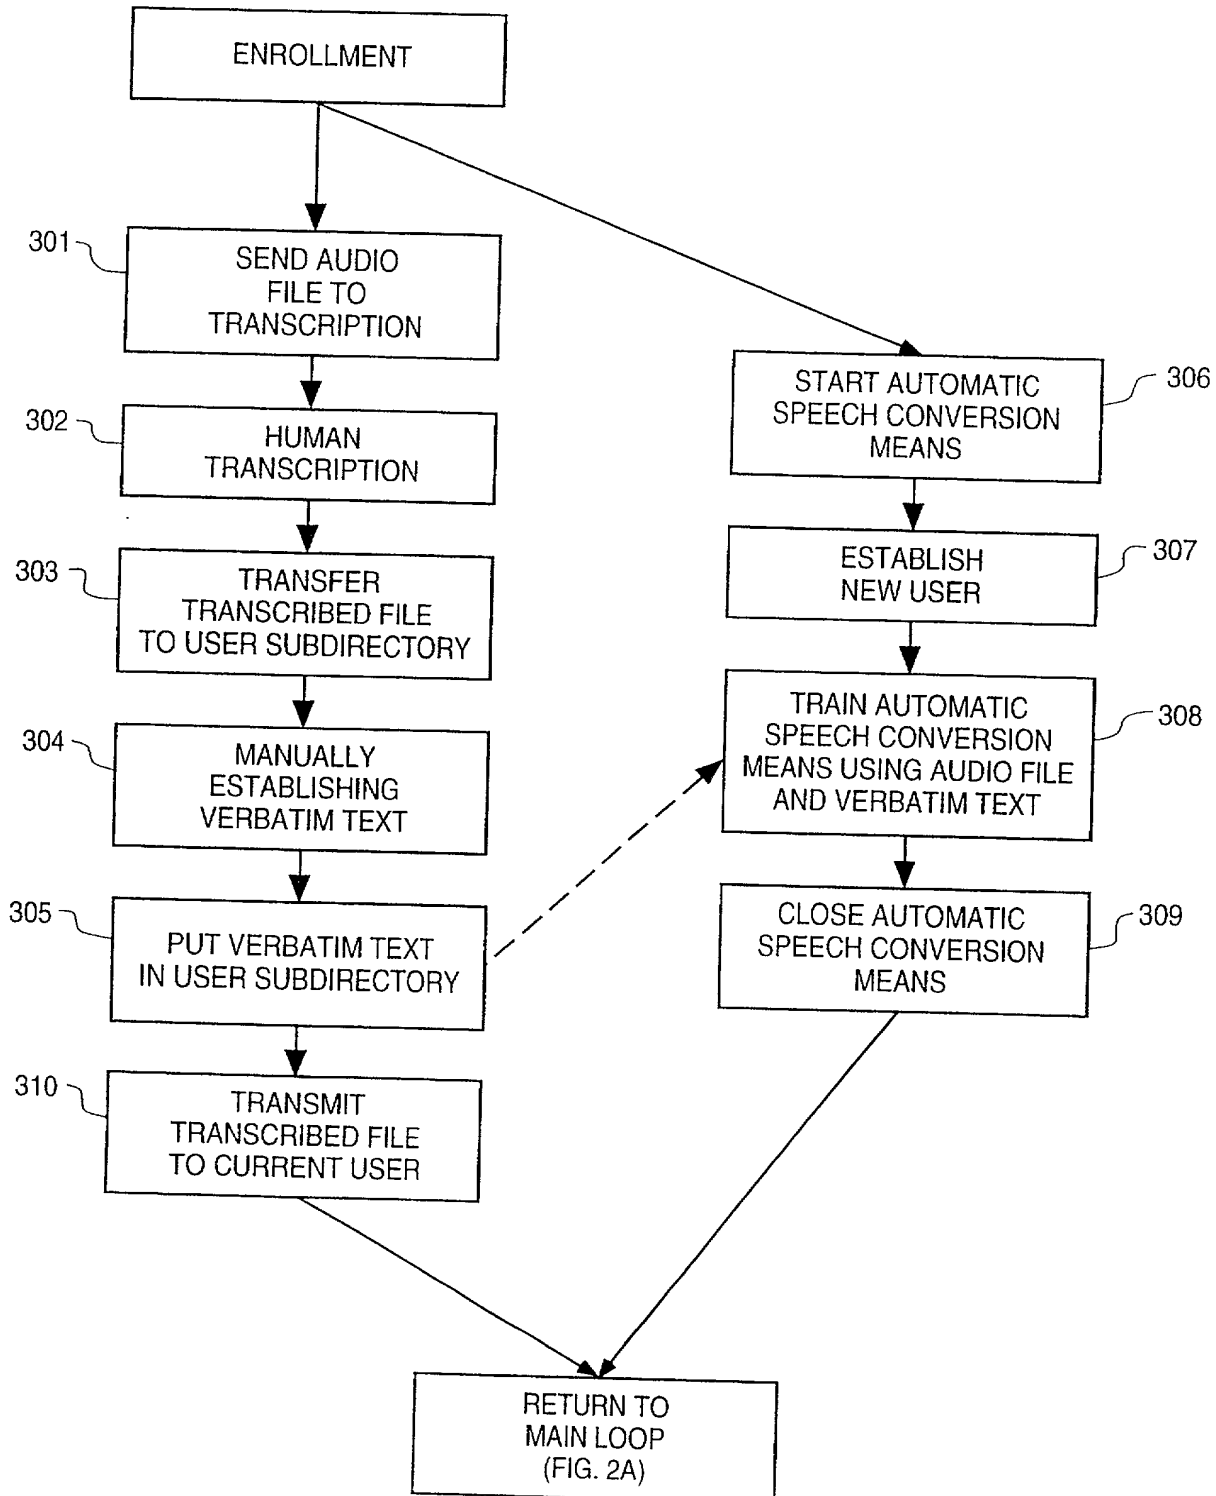 ENROLLMENT
301
SEND AUDIO
FILE TO
TRANSCRIPTION
302
HUMAN
TRANSCRIPTION
303
TRANSFER
TRANSCRIBED FILE
TO USER SUBDIRECTORY
304
MANUALLY
ESTABLISHING
VERBATIM TEXT
305
PUT VERBATIM TEXT
IN USER SUBDIRECTORY
310
TRANSMIT
TRANSCRIBED FILE
TO CURRENT USER
START AUTOMATIC
SPEECH CONVERSION
MEANS
306
ESTABLISH
NEW USER
307
TRAIN AUTOMATIC
SPEECH CONVERSION
MEANS USING AUDIO FILE
AND VERBATIM TEXT
308
CLOSE AUTOMATIC
SPEECH CONVERSION
MEANS
309
RETURN TO
MAIN LOOP
(FIG. 2A)